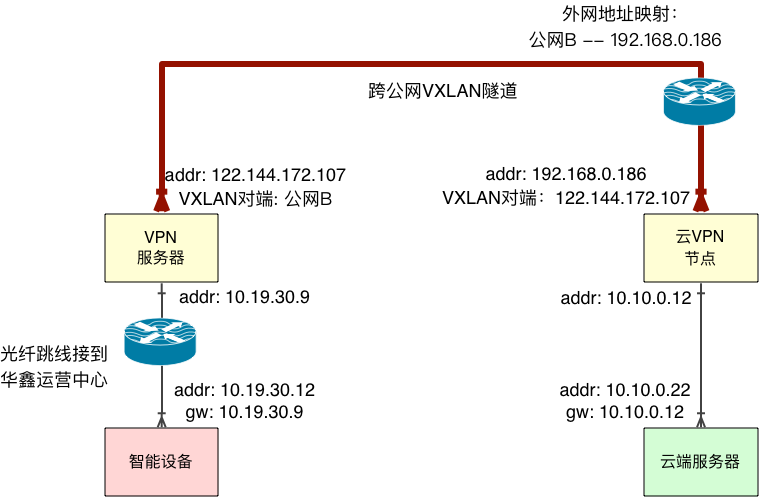 外网地址映射：
公网B -- 192.168.0.186
跨公网VXLAN隧道
addr: 122.144.172.107
VXLAN对端: 公网B
addr: 192.168.0.186
VXLAN对端：122.144.172.107
VPN
服务器
云VPN
节点
addr: 10.19.30.9
addr: 10.10.0.12
光纤跳线接到
华鑫运营中心
addr: 10.19.30.12
gw: 10.19.30.9
addr: 10.10.0.22
gw: 10.10.0.12
智能设备
云端服务器